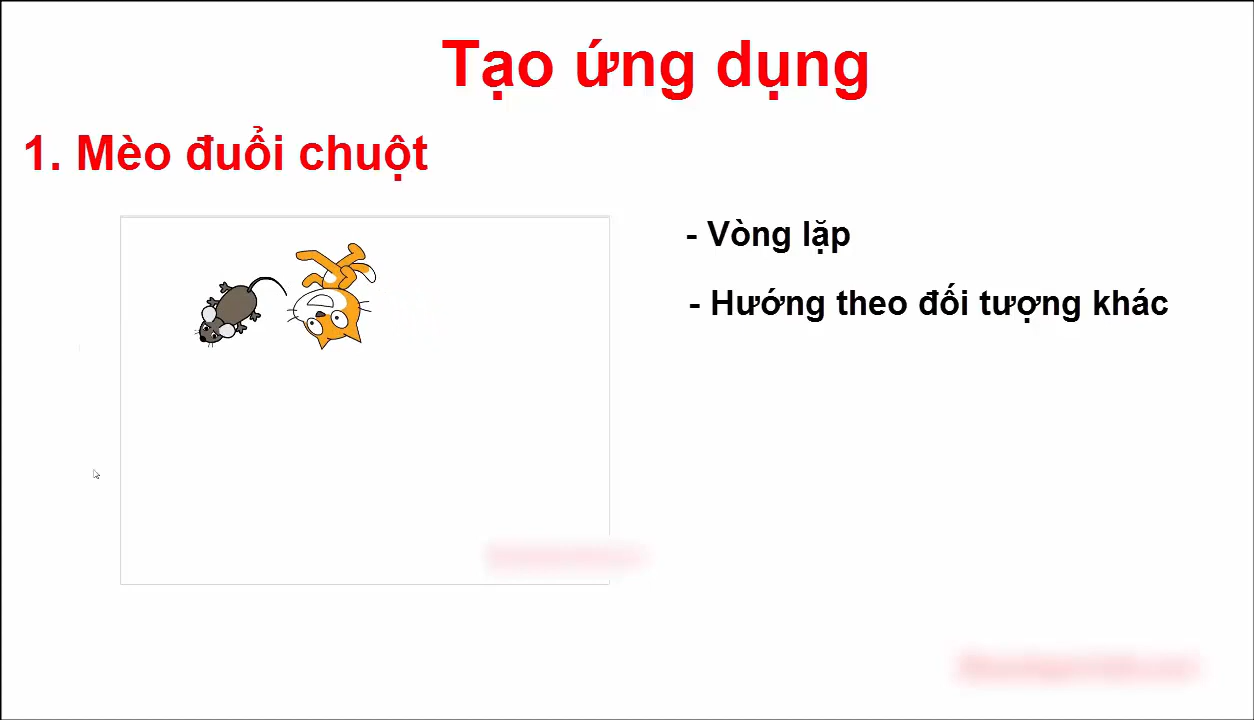 Tạo ứng dụng
1. Mèo đuổi chuột
- Vòng lặp
- Hướng theo đối tượng khác